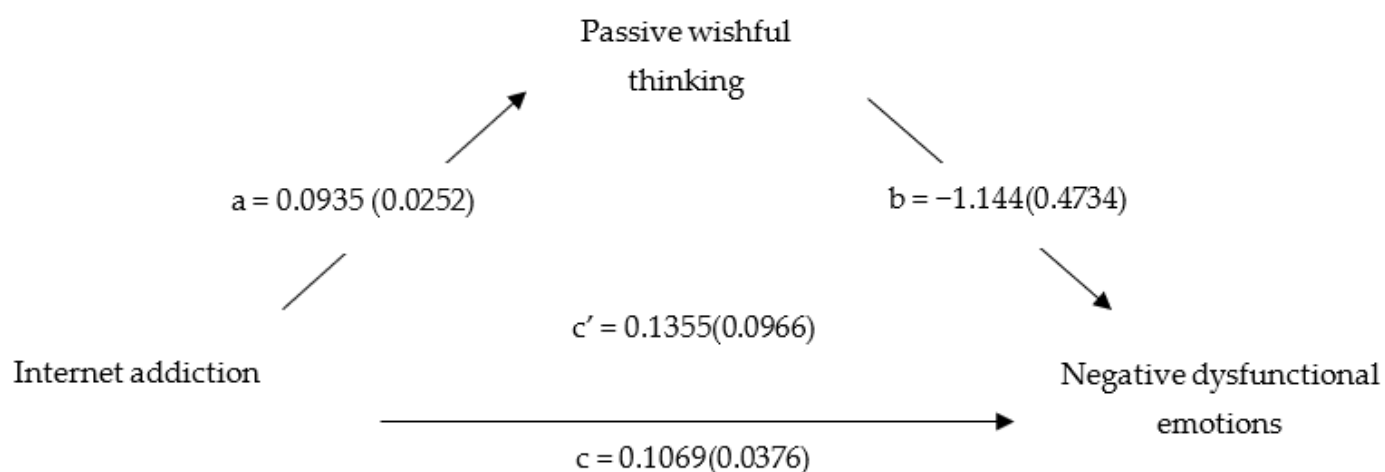 Passive wishful
thinking
a = 0.0935 (0.0252)
b = −1.144(0.4734)
c′ = 0.1355(0.0966)
Internet addiction
Negative dysfunctional
emotions
c = 0.1069(0.0376)